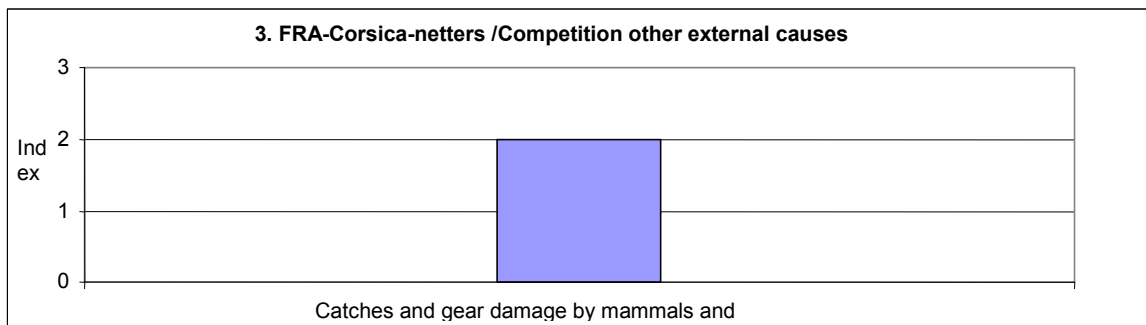 3. FRA-Corsica-netters /Competition other external causes
3
2
1
0
Ind
ex
Catches and gear damage by mammals and